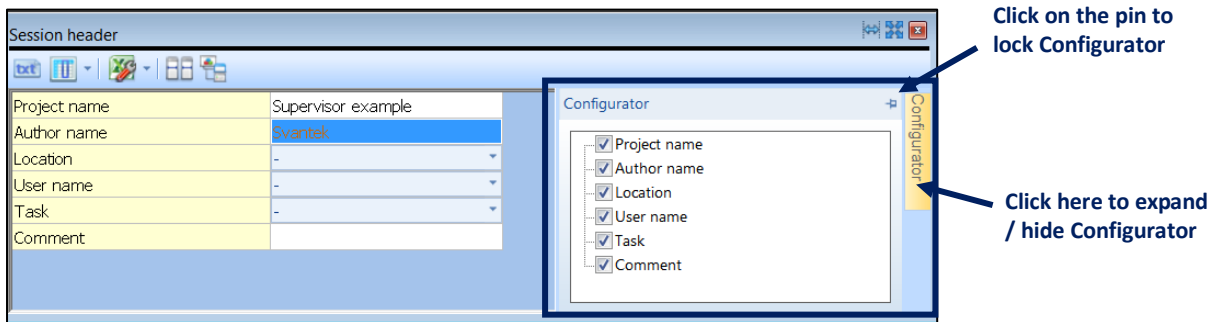 Click on the pin to
lock Configurator
Session header
txt
Project name Supervisor example
Author name Svantek
Location -
User name -
Task -
Comment
Configurator
Project name
Author name
Location
User name
Task
Comment
Configurator
Click here to expand
/ hide Configurator